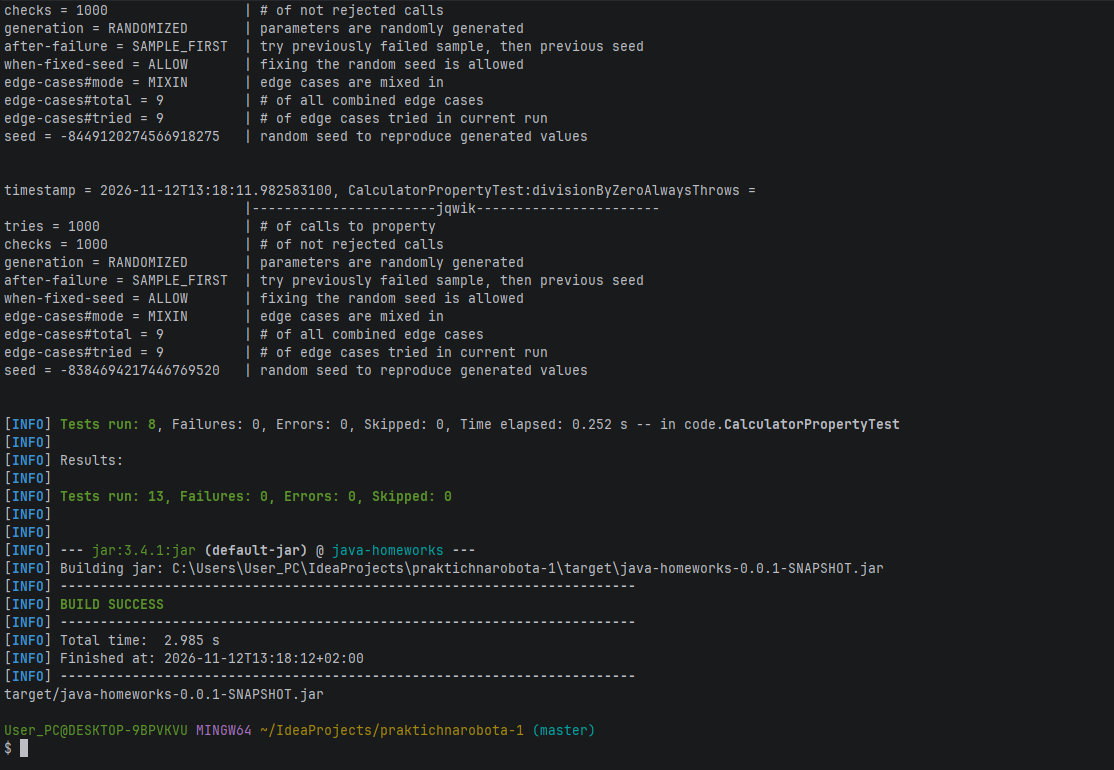 checks = 1000                 | # of not rejected calls
generation = RANDOMIZED       | parameters are randomly generated
after-failure = SAMPLE_FIRST  | try previously failed sample, then previous seed
when-fixed-seed = ALLOW       | fixing the random seed is allowed
edge-cases#mode = MIXIN       | edge cases are mixed in
edge-cases#total = 9          | # of all combined edge cases
edge-cases#tried = 9          | # of edge cases tried in current run
seed = -8449120274566918275   | random seed to reproduce generated values
timestamp = 2026-11-12T13:18:11.982583100, CalculatorPropertyTest:divisionByZeroAlwaysThrows =
                              |-----------------------jqwik-----------------------
tries = 1000                  | # of calls to property
checks = 1000                 | # of not rejected calls
generation = RANDOMIZED       | parameters are randomly generated
after-failure = SAMPLE_FIRST  | try previously failed sample, then previous seed
when-fixed-seed = ALLOW       | fixing the random seed is allowed
edge-cases#mode = MIXIN       | edge cases are mixed in
edge-cases#total = 9          | # of all combined edge cases
edge-cases#tried = 9          | # of edge cases tried in current run
seed = -8384694217446769520   | random seed to reproduce generated values
[INFO] Tests run: 8, Failures: 0, Errors: 0, Skipped: 0, Time elapsed: 0.252 s -- in code.CalculatorPropertyTest
[INFO]
[INFO] Results:
[INFO]
[INFO] Tests run: 13, Failures: 0, Errors: 0, Skipped: 0
[INFO]
[INFO]
[INFO] --- jar:3.4.1:jar (default-jar) @ java-homeworks ---
[INFO] Building jar: C:\Users\User_PC\IdeaProjects\praktichnarobota-1\target\java-homeworks-0.0.1-SNAPSHOT.jar
[INFO] ------------------------------------------------------------------------
[INFO] BUILD SUCCESS
[INFO] ------------------------------------------------------------------------
[INFO] Total time:  2.985 s
[INFO] Finished at: 2026-11-12T13:18:12+02:00
[INFO] ------------------------------------------------------------------------
target/java-homeworks-0.0.1-SNAPSHOT.jar
User_PC@DESKTOP-9BPVKVU MINGW64 ~/IdeaProjects/praktichnarobota-1 (master)
$